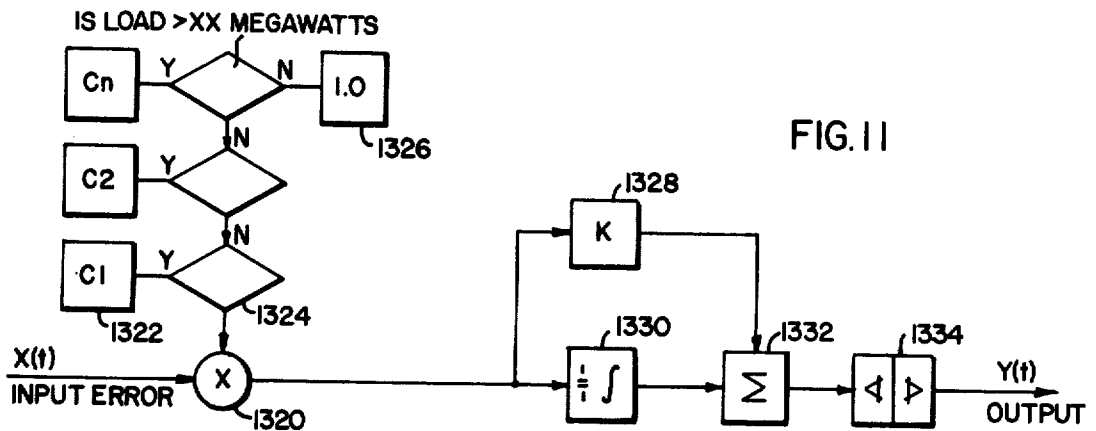 IS LOAD >XX MEGAWATTS
Cn
Y
N
1.0
1326
FIG. 11
N
C2
Y
N
C1
Y
1322
1324
1328
K
X(t)
INPUT ERROR
X
1320
1330
1/T ∫
1332
Σ
1334
Y(t)
OUTPUT